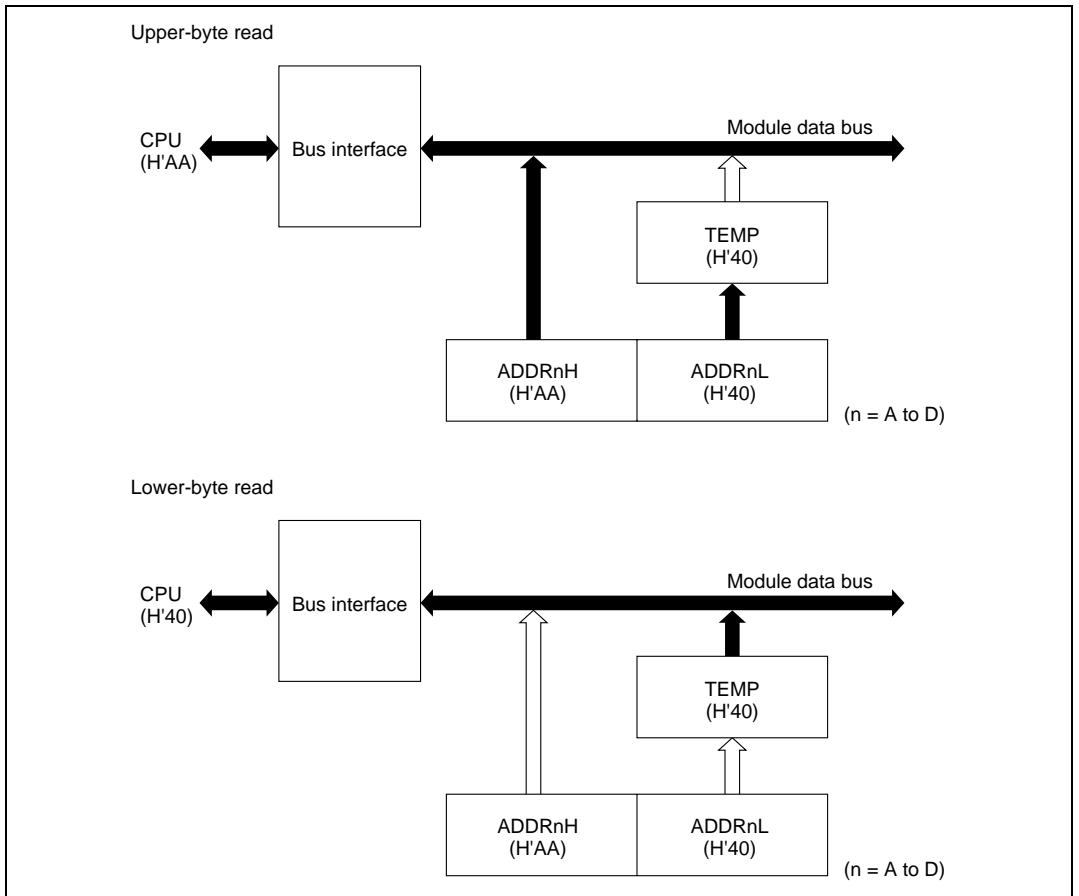 Upper-byte read
Module data bus
CPU
(H'AA)
Bus interface
TEMP
(H'40)
ADDRnH
(H'AA)
ADDRnL
(H'40)
(n = A to D)
Lower-byte read
Module data bus
CPU
(H'40)
Bus interface
TEMP
(H'40)
ADDRnH
(H'AA)
ADDRnL
(H'40)
(n = A to D)